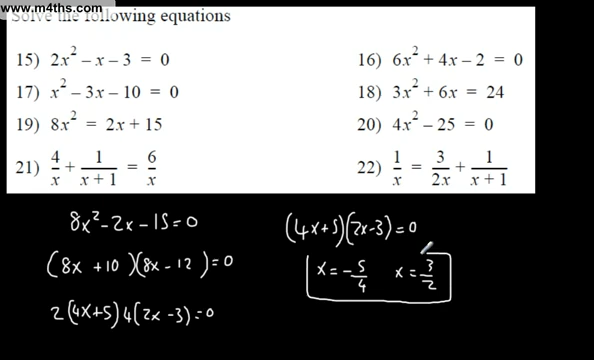 www.m4ths.com
Solve the following equations
15) 2x² – x – 3 = 0
16) 6x² + 4x – 2 = 0
17) x² – 3x – 10 = 0
18) 3x² + 6x = 24
19) 8x² = 2x + 15
20) 4x² – 25 = 0
21) 4/x + 1/(x + 1) = 6/x
22) 1/x = 3/2x + 1/(x + 1)
8x² - 2x - 15 = 0
(8x + 10)(8x - 12) = 0
2(4x+5)4(2x - 3) = 0
(4x+5)(2x-3) = 0
x = -5/4 x = 3/2